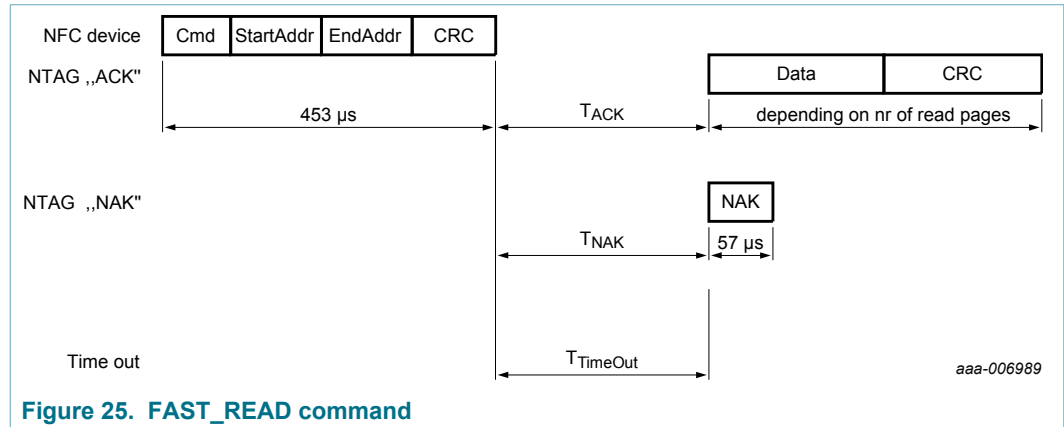 NFC device Cmd StartAddr EndAddr CRC
NTAG ,,ACK" Data CRC
453 µs TACK depending on nr of read pages
NTAG ,,NAK" NAK
TNAK 57 µs
Time out TTimeOut aaa-006989
Figure 25. FAST_READ command